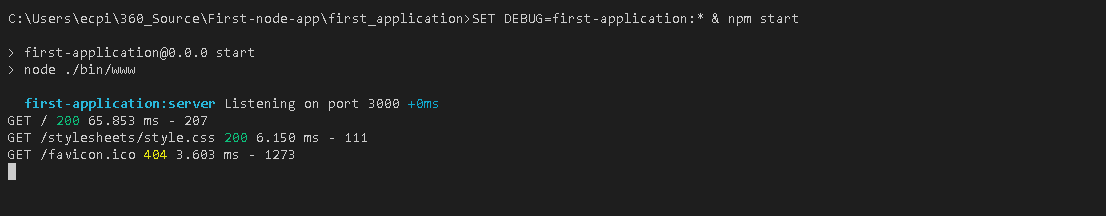 C:\Users\ecpi\360_Source\First-node-app\first_application>SET DEBUG=first-application:* & npm start
> first-application@0.0.0 start
> node ./bin/www
first-application:server Listening on port 3000 +0ms
GET / 200 65.853 ms - 207
GET /stylesheets/style.css 200 6.150 ms - 111
GET /favicon.ico 404 3.603 ms - 1273